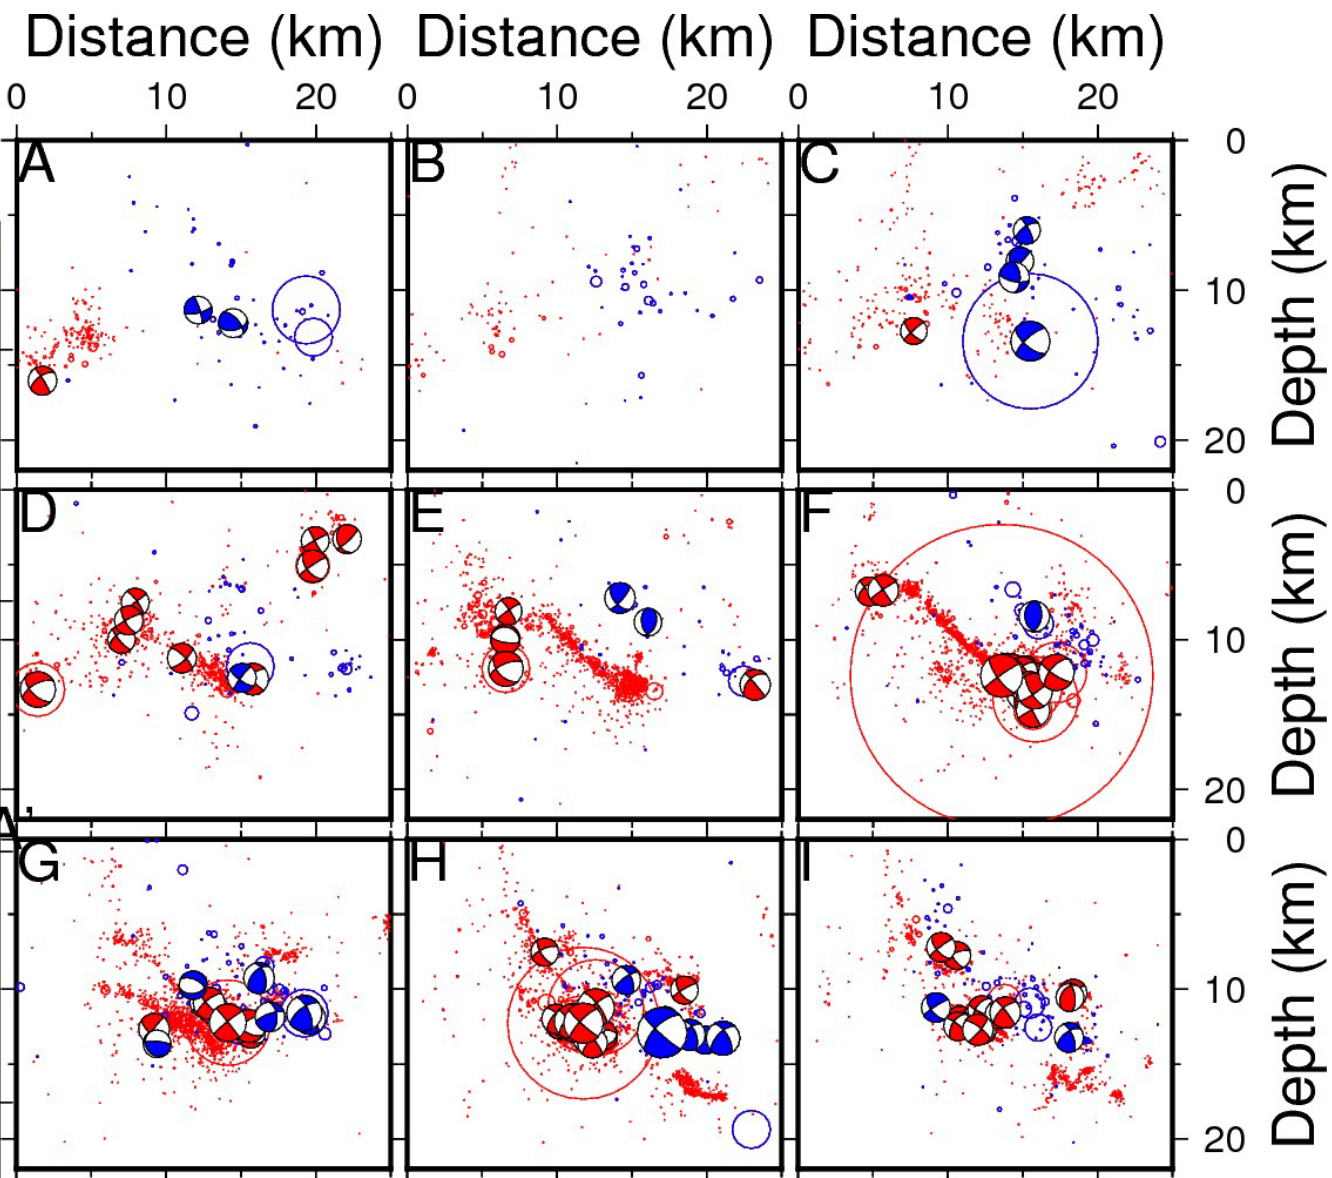 Distance (km) Distance (km) Distance (km)
0 10 20 0 10 20 0 10 20
A B C 0
10
20
Depth (km)
D E F 0
10
20
Depth (km)
A'
G H I 0
10
20
Depth (km)